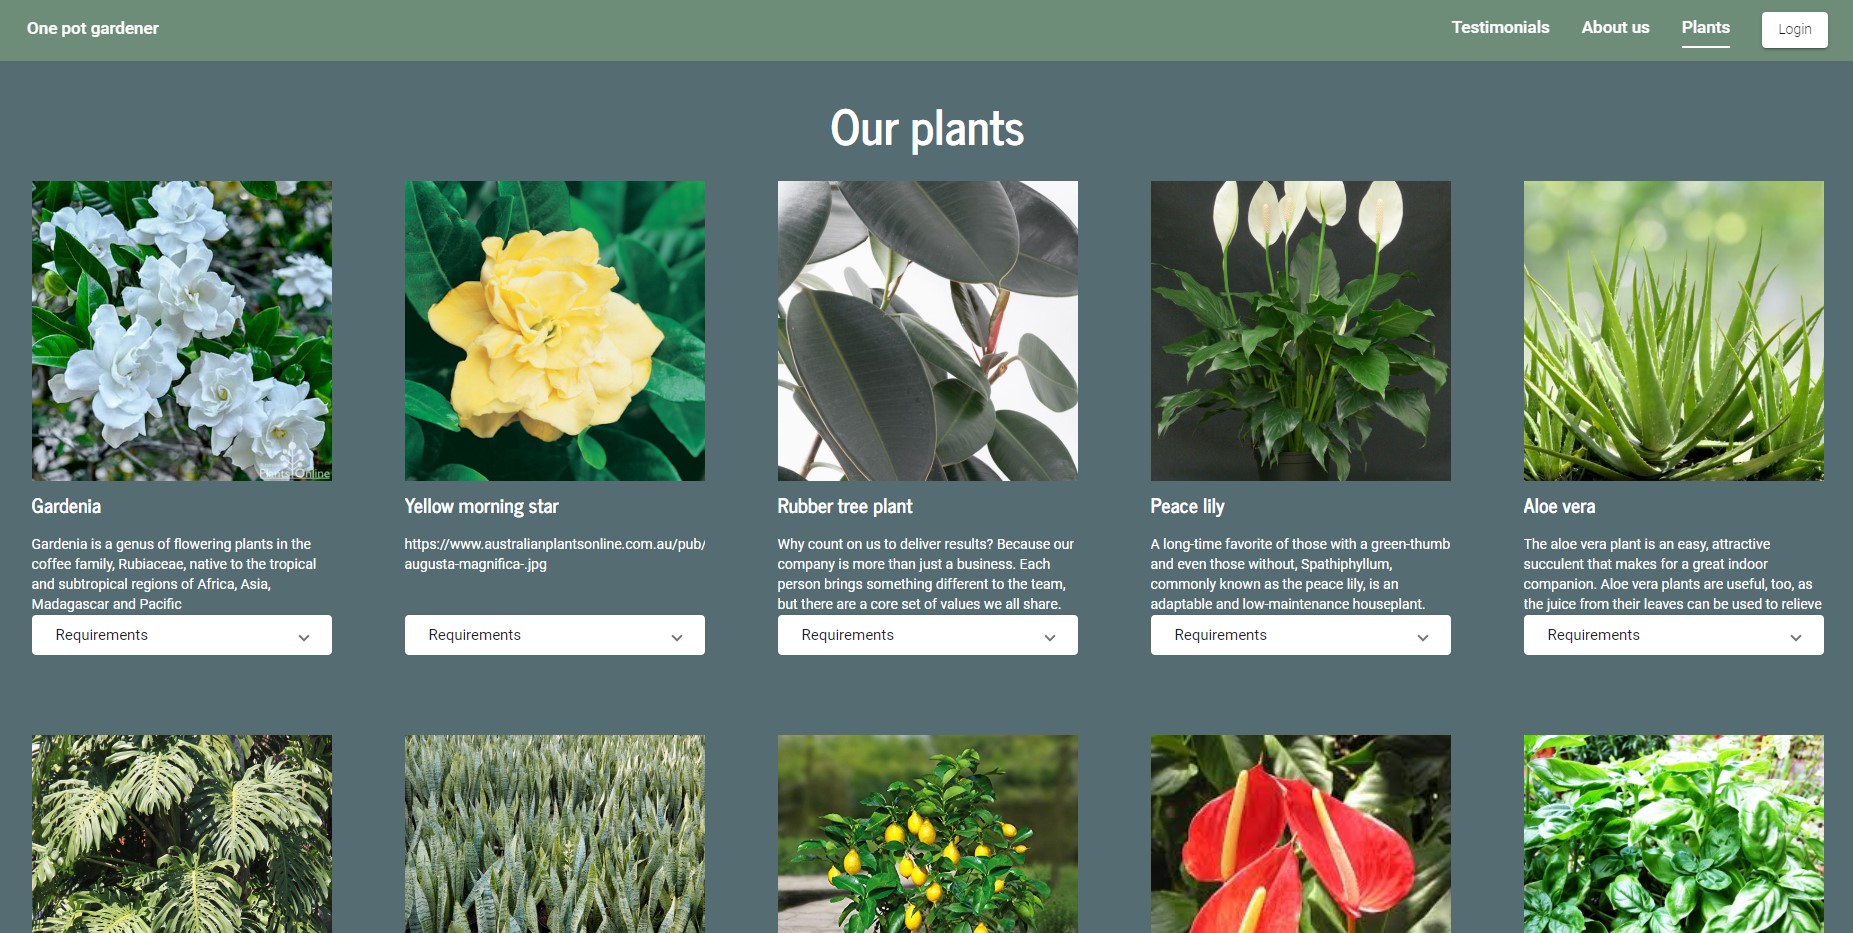 One pot gardener
Testimonials
About us
Plants
Login
Our plants
Plants Online
Gardenia
Gardenia is a genus of flowering plants in the
coffee family, Rubiaceae, native to the tropical
and subtropical regions of Africa, Asia,
Madagascar and Pacific
Requirements
Yellow morning star
https://www.australianplantsonline.com.au/pub/
augusta-magnifica-.jpg
Requirements
Rubber tree plant
Why count on us to deliver results? Because our
company is more than just a business. Each
person brings something different to the team,
but there are a core set of values we all share.
Requirements
Peace lily
A long-time favorite of those with a green-thumb
and even those without, Spathiphyllum,
commonly known as the peace lily, is an
adaptable and low-maintenance houseplant.
Requirements
Aloe vera
The aloe vera plant is an easy, attractive
succulent that makes for a great indoor
companion. Aloe vera plants are useful, too, as
the juice from their leaves can be used to relieve
Requirements